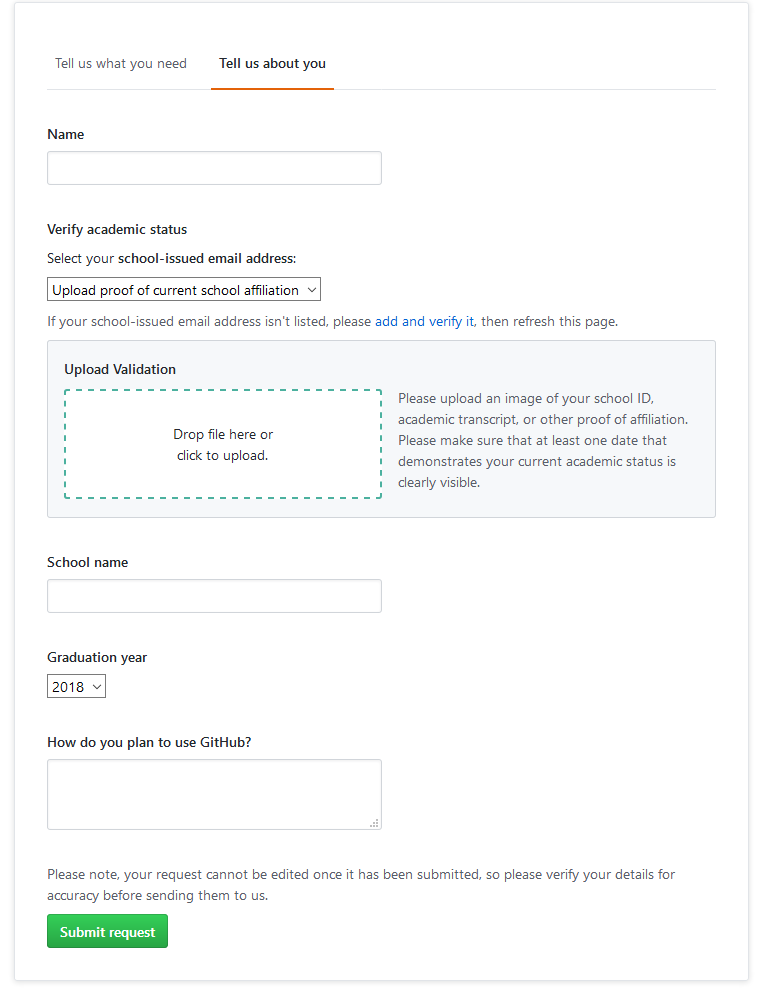 Tell us what you need
Tell us about you
Name
Verify academic status
Select your school-issued email address:
Upload proof of current school affiliation
If your school-issued email address isn't listed, please add and verify it, then refresh this page.
Upload Validation
Drop file here or
click to upload.
Please upload an image of your school ID,
academic transcript, or other proof of affiliation.
Please make sure that at least one date that
demonstrates your current academic status is
clearly visible.
School name
Graduation year
2018
How do you plan to use GitHub?
Please note, your request cannot be edited once it has been submitted, so please verify your details for
accuracy before sending them to us.
Submit request